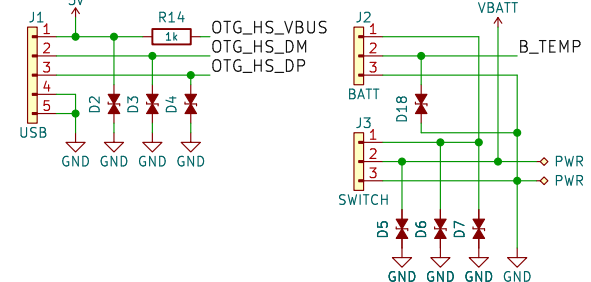 J1
1
2
3
4
5
USB
R14
1k
OTG_HS_VBUS
OTG_HS_DM
OTG_HS_DP
D2
D3
D4
GND
GND
GND
GND
J2
1
2
3
BATT
VBATT
B_TEMP
D18
J3
1
2
3
SWITCH
PWR
PWR
D5
D6
D7
GND
GND
GND
GND